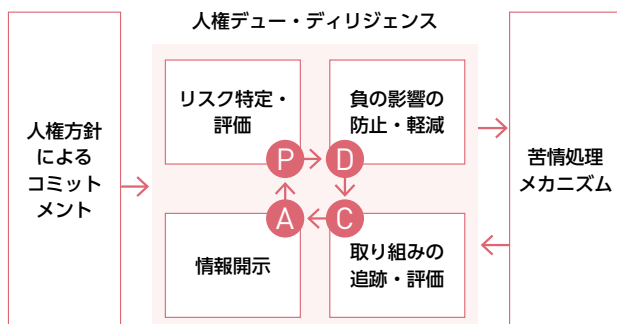 人権デュー・ディリジェンス
人権方針
による
コミット
メント
リスク特定・
評価
負の影響の
防止・軽減
P
D
A
C
情報開示
取り組みの
追跡・評価
苦情処理
メカニズム